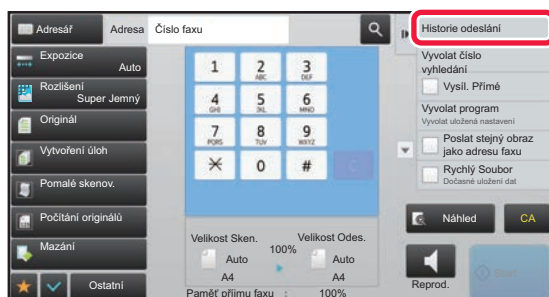 Adresář
Adresa
Číslo faxu
Historie odeslání
Expozice
Auto
Rozlišení
Super Jemný
Originál
Vytvoření úloh
Pomalé skenov.
Počítání originálů
Mazání
Ostatní
1
2
ABC
3
DEF
4
GHI
5
JKL
6
MNO
7
PQRS
8
TUV
9
WXYZ
0
#
C
Velikost Sken.
100%
Velikost Odes.
Auto
Auto
A4
A4
Paměť příjmu faxu : 100%
Vyvolat číslo
vyhledání
Vysíl. Přímé
Vyvolat program
Vyvolat uložená nastavení
Poslat stejný obraz
jako adresu faxu
Rychlý Soubor
Dočasné uložení dat
Náhled
CA
Reprod.
Start